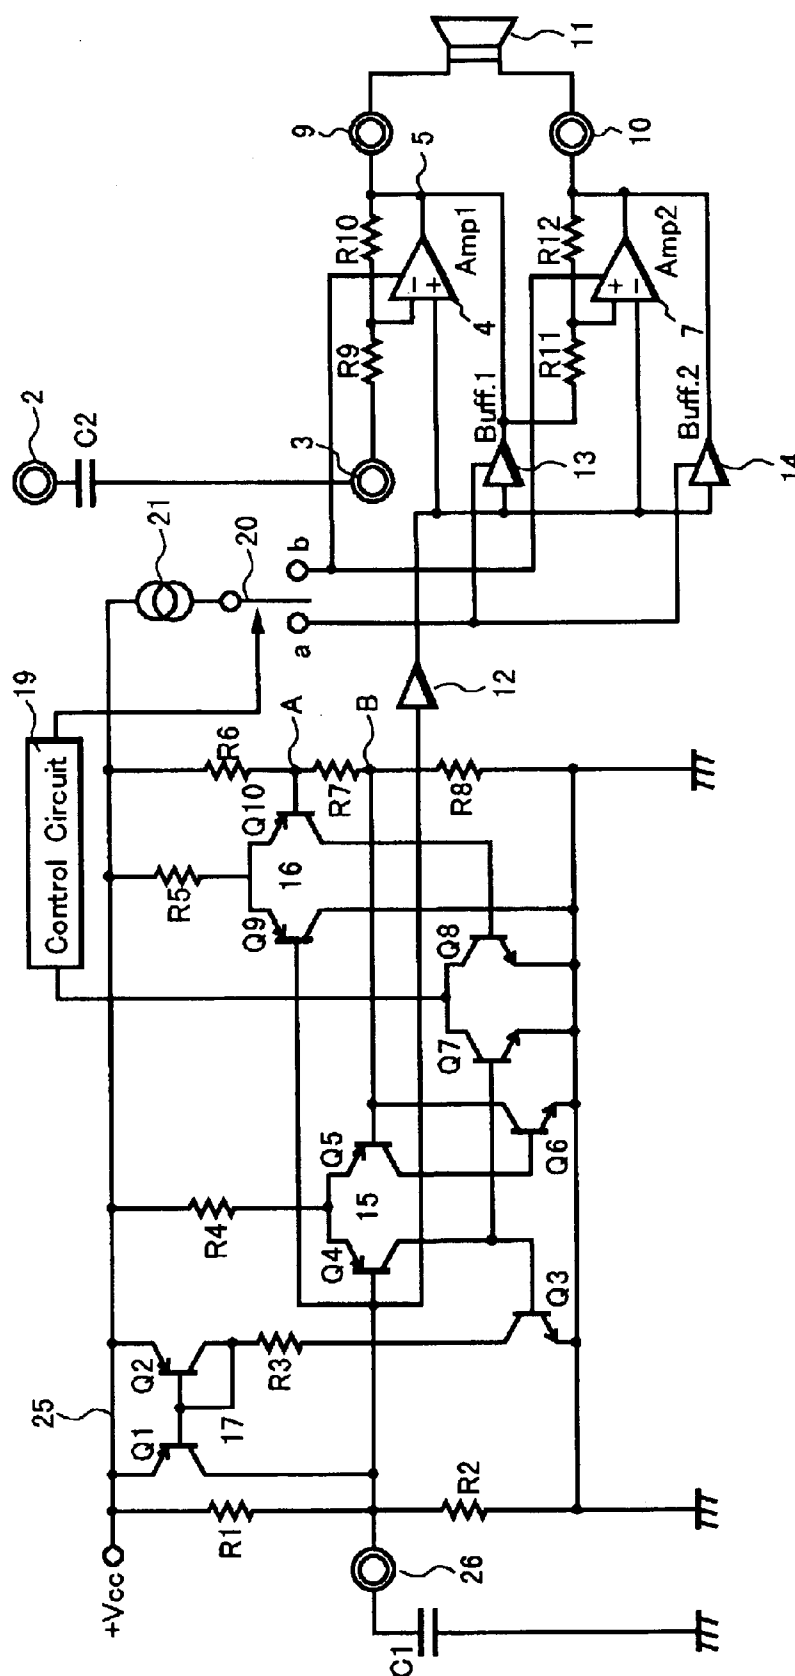 +Vcc
25
Q1
Q2
17
R1
R2
R3
26
C1
Q3
Q4
Q5
15
R4
Q6
Q7
Q8
Q9
Q10
16
R5
R6
R7
R8
A
B
Control Circuit
19
12
20
21
a
b
2
C2
3
R9
R10
−
+
4
5
Amp1
Buff.1
13
R11
R12
+
−
7
Amp2
Buff.2
14
9
10
11